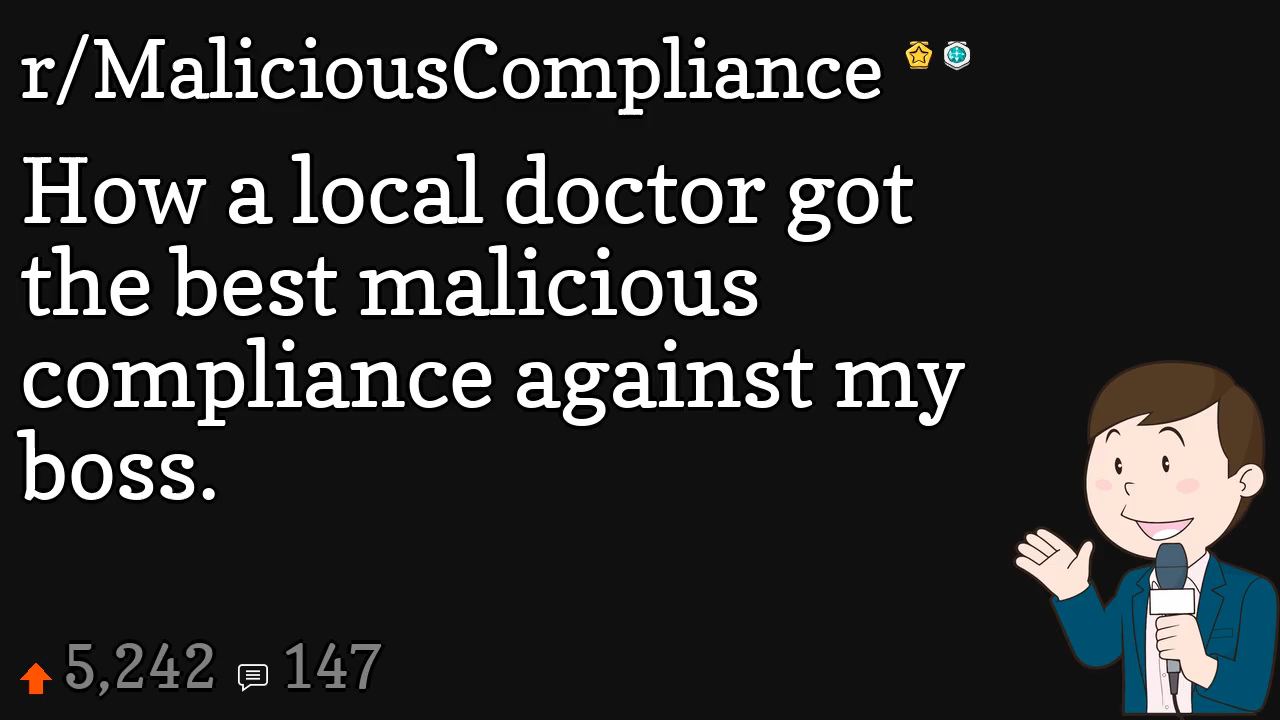 r/MaliciousCompliance
How a local doctor got
the best malicious
compliance against my
boss.
5,242 147